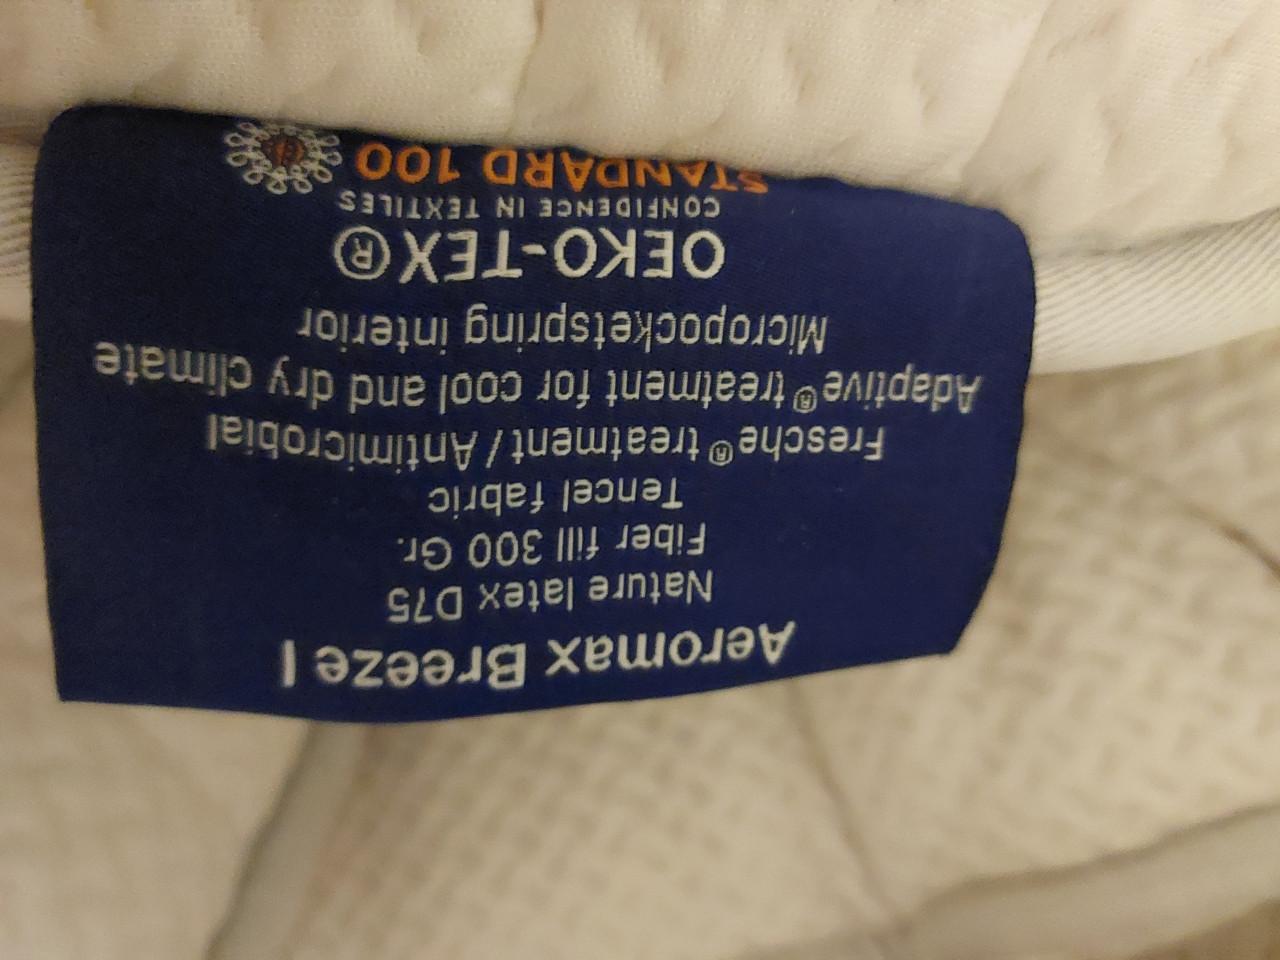 Aeromax Breeze I
Nature latex D75
Fiber fill 300 Gr.
Tencel fabric
Fresche® treatment / Antimicrobial
Adaptive® treatment for cool and dry climate
Micropocketspring interior
OEKO-TEX®
CONFIDENCE IN TEXTILES
STANDARD 100